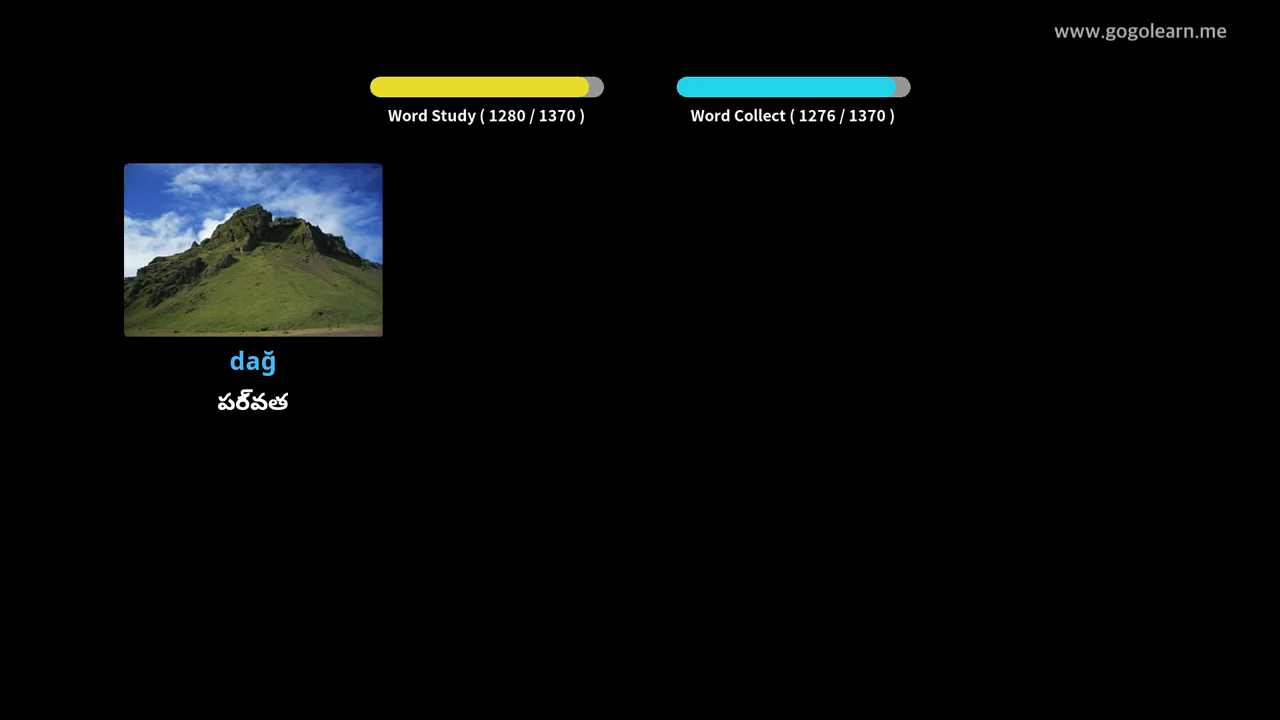 www.gogolearn.me
Word Study ( 1280 / 1370 )
Word Collect ( 1276 / 1370 )
dağ
పర్‌వత